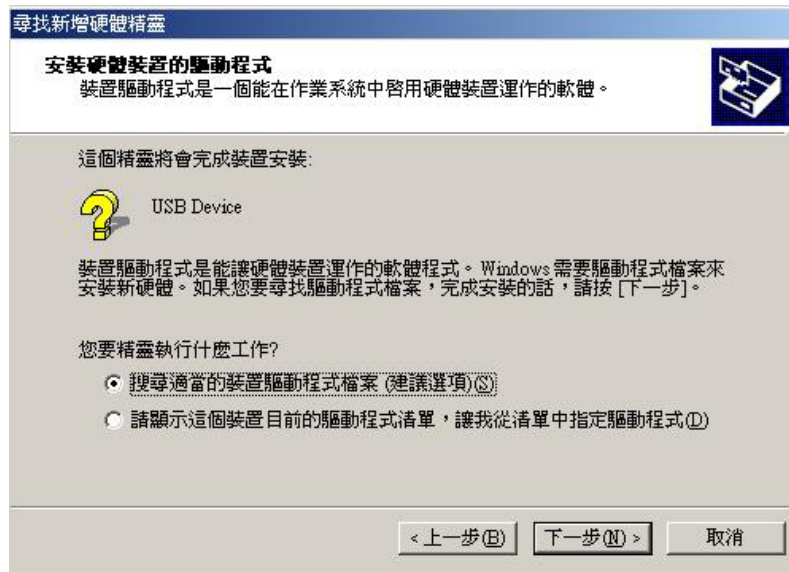 尋找新增硬體精靈
安裝硬體裝置的驅動程式
裝置驅動程式是一個能在作業系統中啓用硬體裝置運作的軟體。
這個精靈將會完成裝置安裝:
USB Device
裝置驅動程式是能讓硬體裝置運作的軟體程式。Windows 需要驅動程式檔案來
安裝新硬體。如果您要尋找驅動程式檔案，完成安裝的話，請按 [下一步]。
您要精靈執行什麼工作?
搜尋適當的裝置驅動程式檔案 (建議選項)(S)
請顯示這個裝置目前的驅動程式清單，讓我從清單中指定驅動程式(D)
<上一步(B) 下一步(N)> 取消